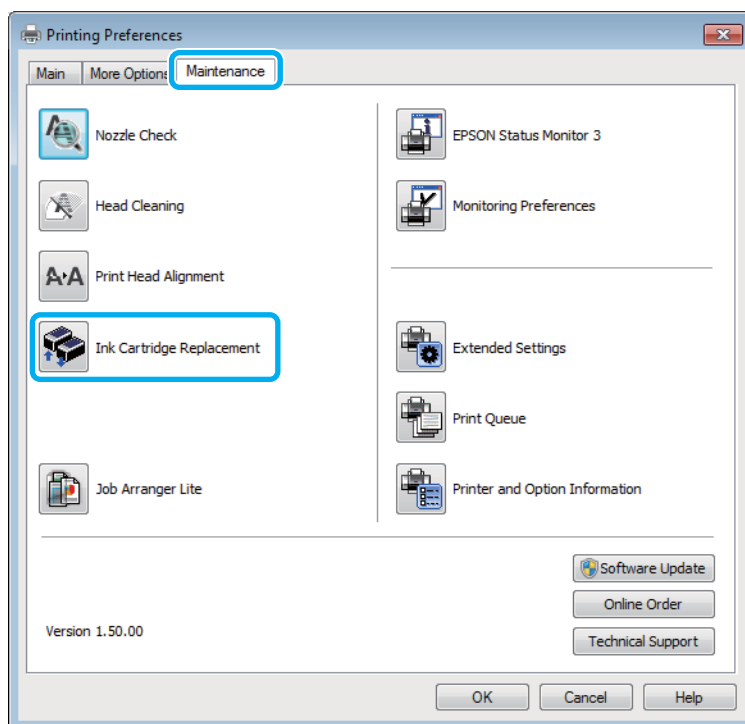 Printing Preferences
Main
More Options
Maintenance
Nozzle Check
Head Cleaning
A▸A
Print Head Alignment
Ink Cartridge Replacement
Job Arranger Lite
EPSON Status Monitor 3
Monitoring Preferences
Extended Settings
Print Queue
Printer and Option Information
Software Update
Online Order
Technical Support
Version 1.50.00
OK
Cancel
Help